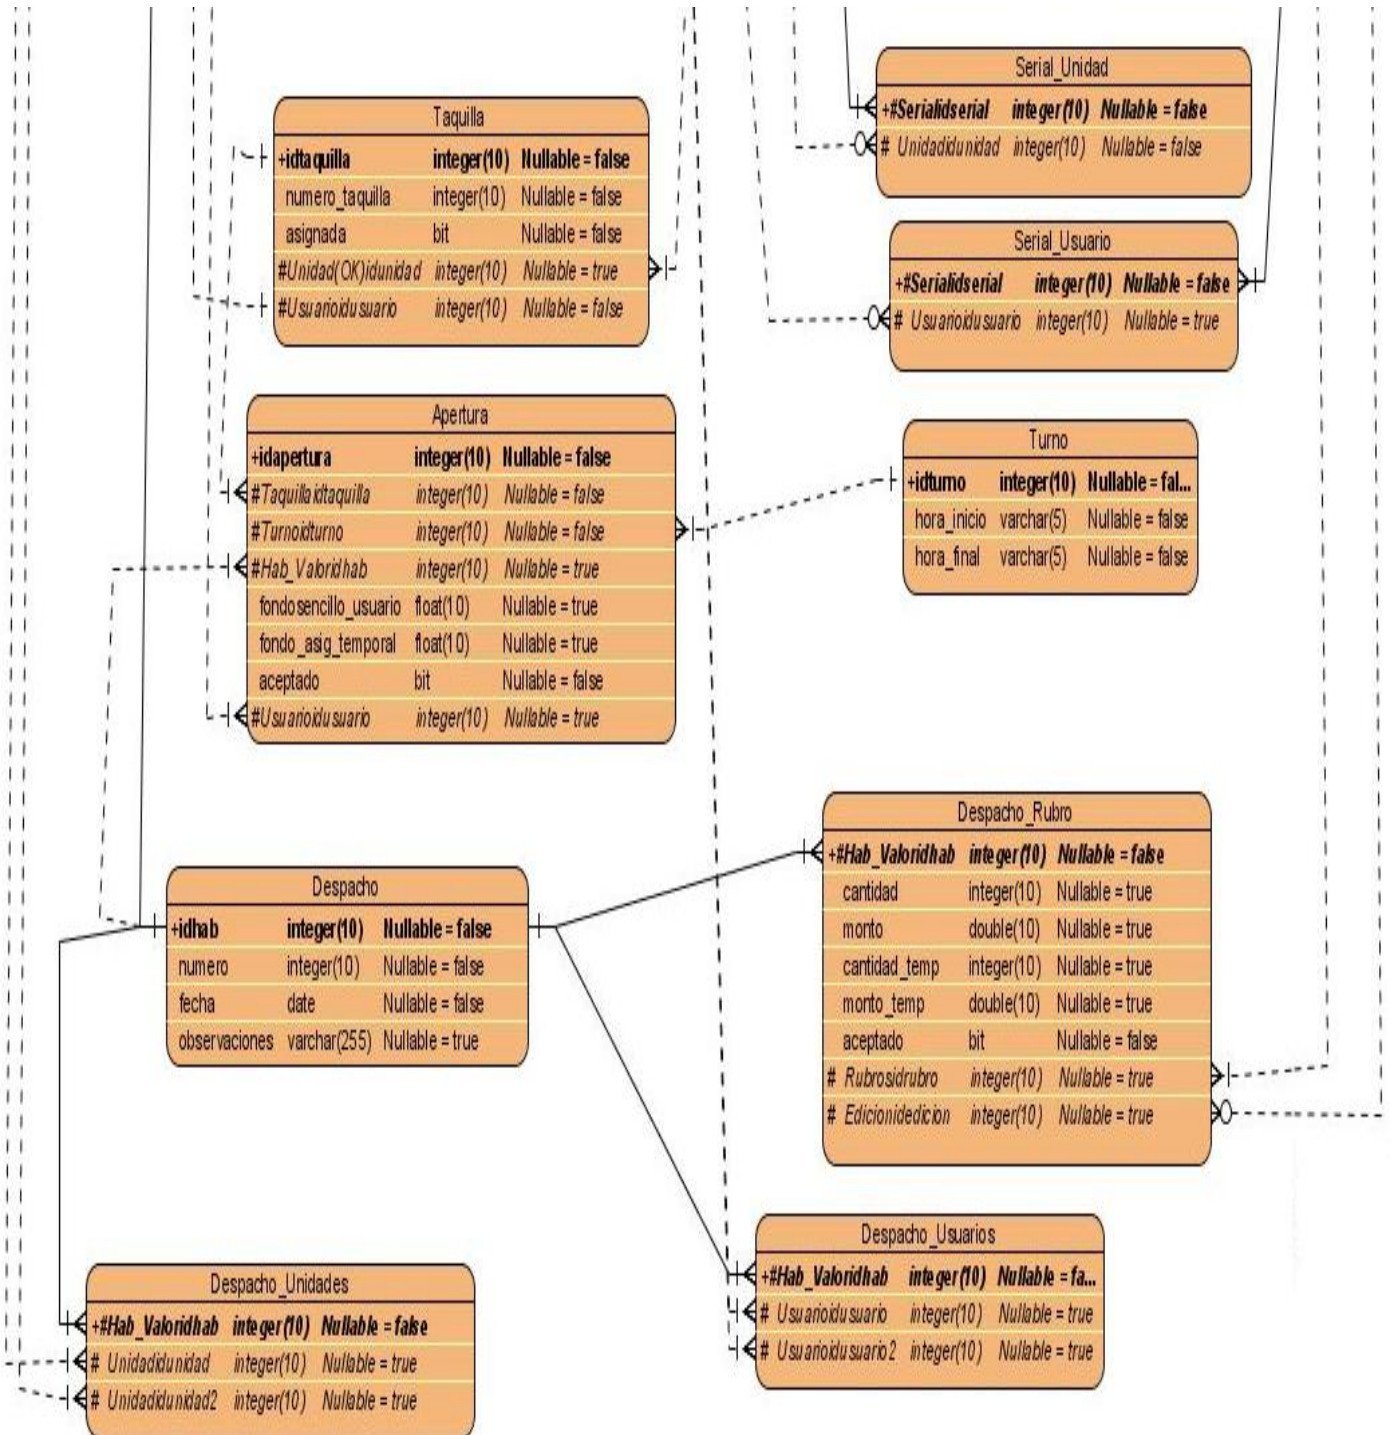 Serial_Unidad
+#Serialidserial integer(10) Nullable = false
# Unidadidunidad integer(10) Nullable = false
Taquilla
+idtaquilla integer(10) Nullable = false
numero_taquilla integer(10) Nullable = false
asignada bit Nullable = false
#Unidad(OK)idunidad integer(10) Nullable = true
#Usuarioidusuario integer(10) Nullable = false
Serial_Usuario
+#Serialidserial integer(10) Nullable = false
# Usuarioidusuario integer(10) Nullable = true
Apertura
+idapertura integer(10) Nullable = false
#Taquillaidtaquilla integer(10) Nullable = false
#Turnoidturno integer(10) Nullable = false
#Hab_Valoridhab integer(10) Nullable = true
fondosencillo_usuario float(10) Nullable = true
fondo_asig_temporal float(10) Nullable = true
aceptado bit Nullable = false
#Usuarioidusuario integer(10) Nullable = true
Turno
+idturno integer(10) Nullable = fal...
hora_inicio varchar(5) Nullable = false
hora_final varchar(5) Nullable = false
Despacho_Rubro
+#Hab_Valoridhab integer(10) Nullable = false
cantidad integer(10) Nullable = true
monto double(10) Nullable = true
cantidad_temp integer(10) Nullable = true
monto_temp double(10) Nullable = true
aceptado bit Nullable = false
# Rubrosidrubro integer(10) Nullable = true
# Edicionidedicion integer(10) Nullable = true
Despacho
+idhab integer(10) Nullable = false
numero integer(10) Nullable = false
fecha date Nullable = false
observaciones varchar(255) Nullable = true
Despacho_Usuarios
+#Hab_Valoridhab integer(10) Nullable = fa...
# Usuarioidusuario integer(10) Nullable = true
# Usuarioidusuario2 integer(10) Nullable = true
Despacho_Unidades
+#Hab_Valoridhab integer(10) Nullable = false
# Unidadidunidad integer(10) Nullable = true
# Unidadidunidad2 integer(10) Nullable = true